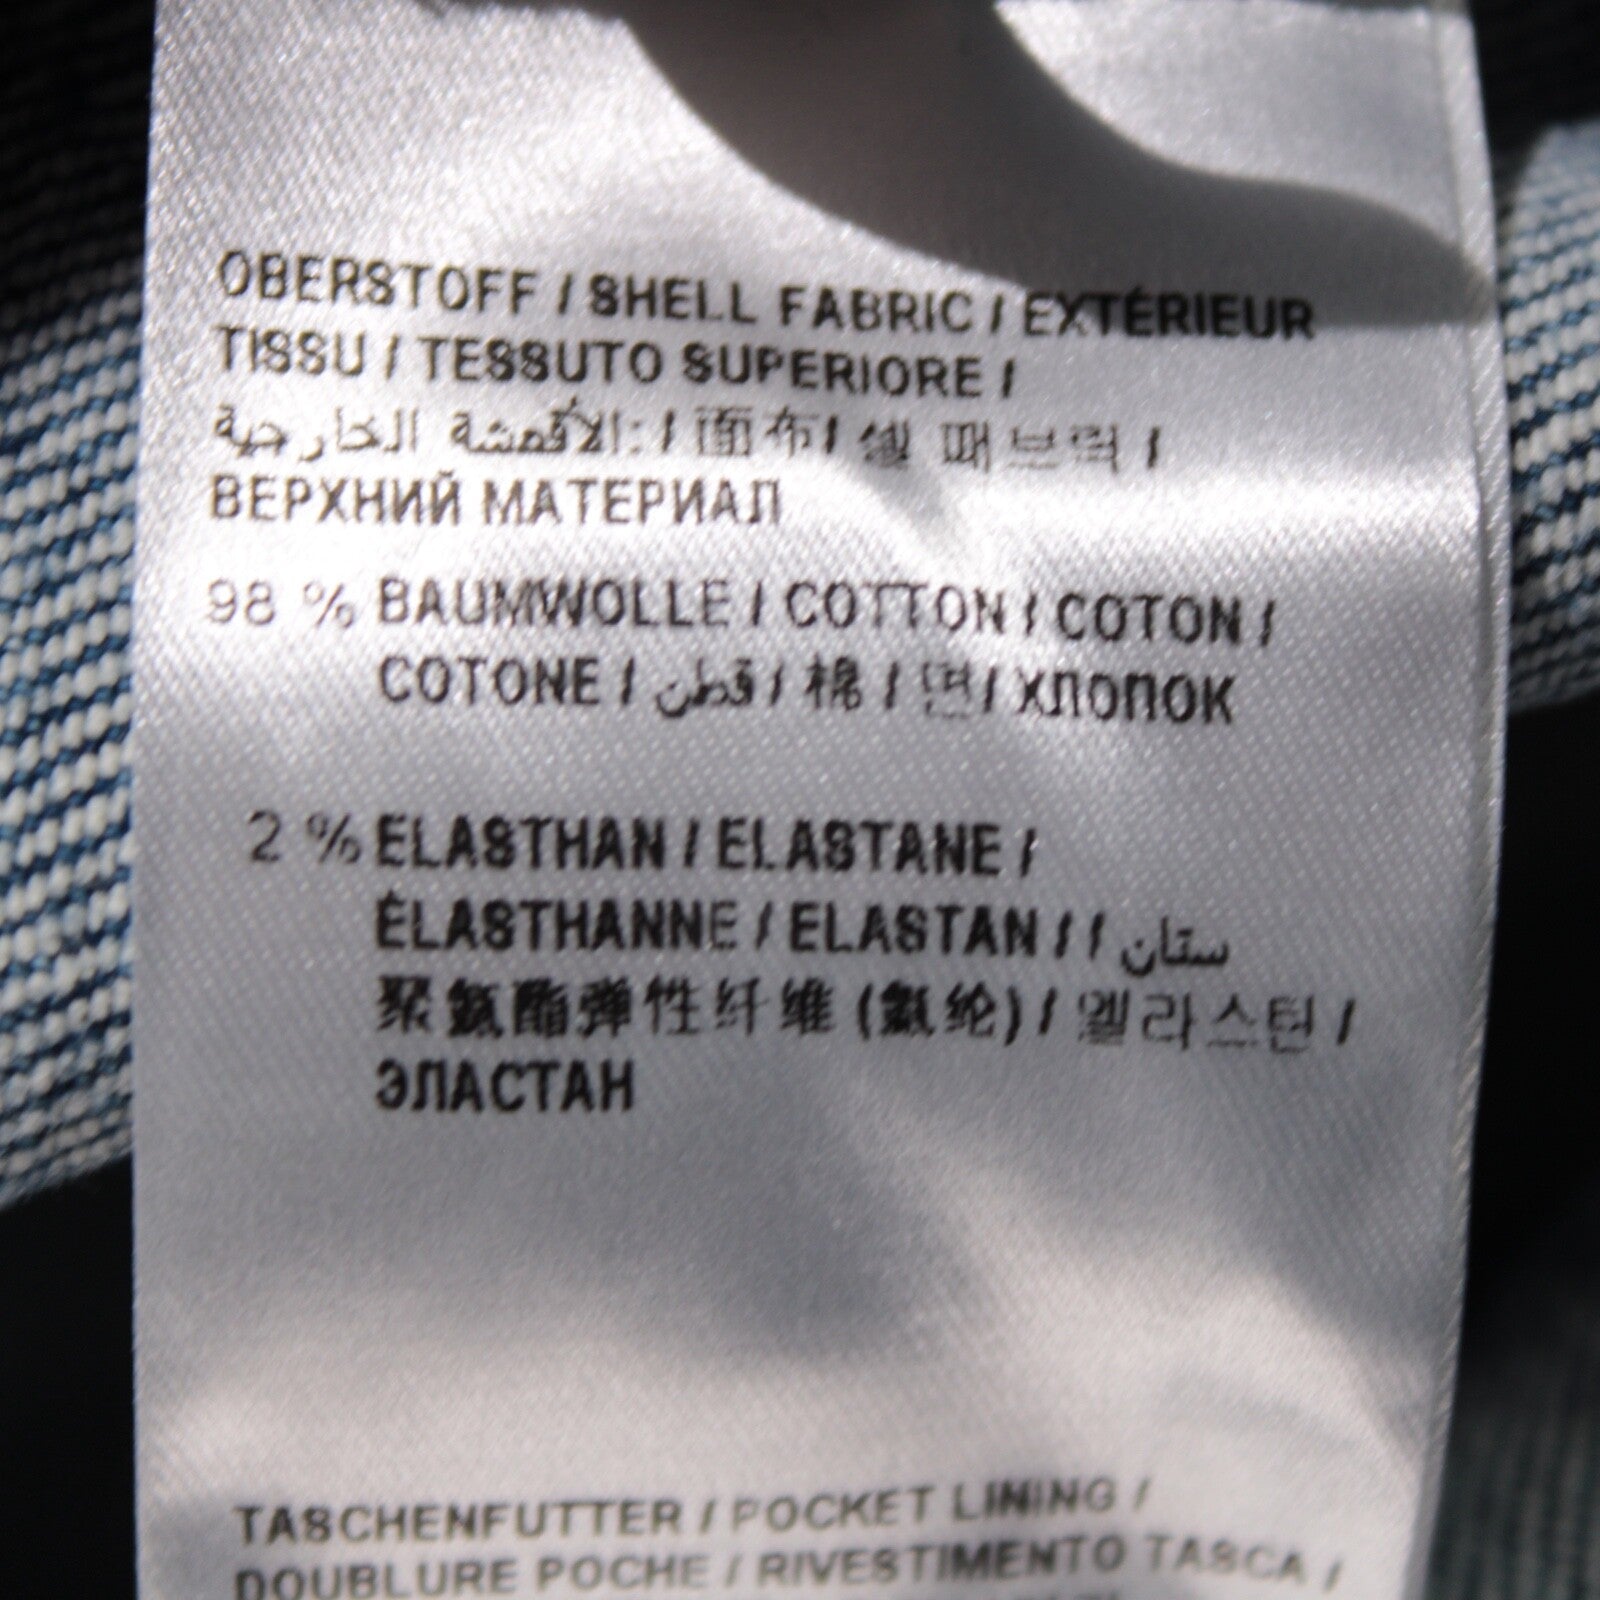 OBERSTOFF / SHELL FABRIC / EXTÉRIEUR
TISSU / TESSUTO SUPERIORE /
الأقمشة الخارجية: / 面布 / 셸 패브릭 /
ВЕРХНИЙ МАТЕРИАЛ
98 % BAUMWOLLE / COTTON / COTON /
COTONE / قطن / 棉 / 면 / ХЛОПОК
2 % ELASTHAN / ELASTANE /
ÉLASTHANNE / ELASTAN / / ستان
聚氨酯弹性纤维 (氨纶) / 엘라스틴 /
ЭЛАСТАН
TASCHENFUTTER / POCKET LINING /
DOUBLURE POCHE / RIVESTIMENTO TASCA /